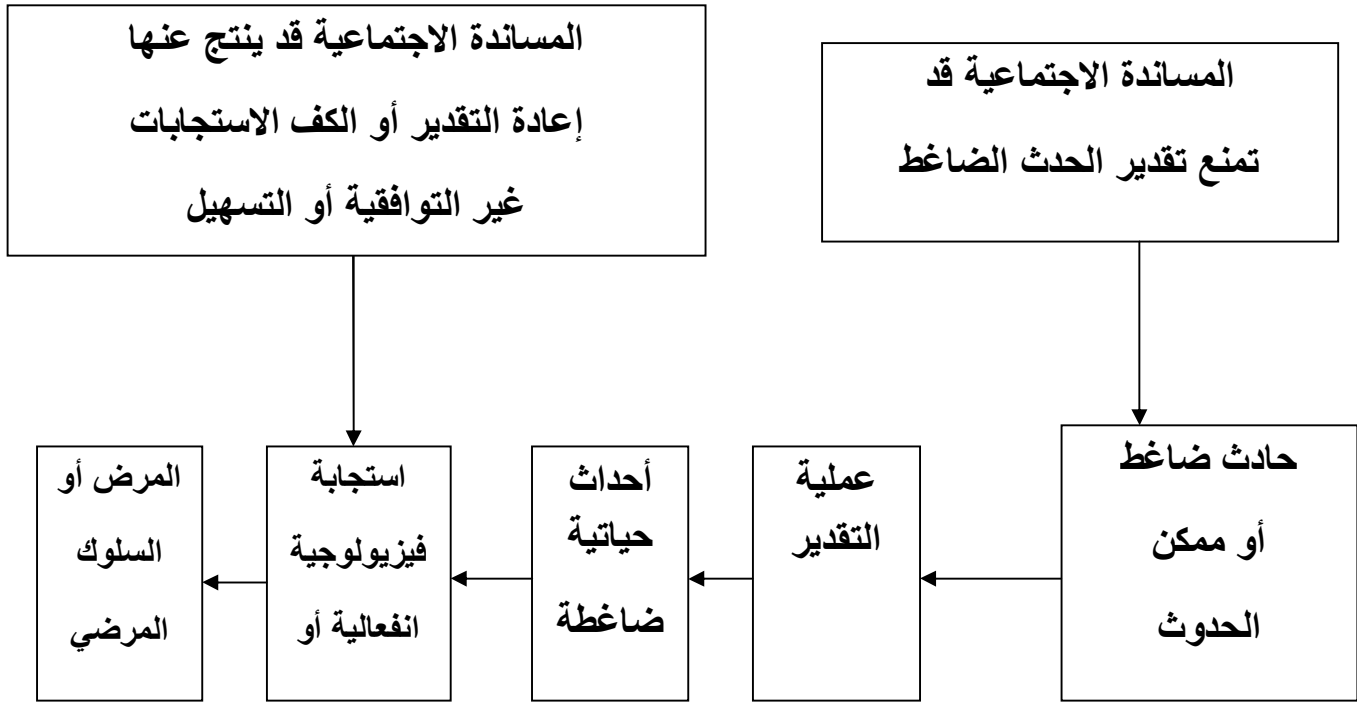 المساندة الاجتماعية قد
تمنع تقدير الحدث الضاغط
المساندة الاجتماعية قد ينتج عنها
إعادة التقدير أو الكف الاستجابات
غير التوافقية أو التسهيل
حادث ضاغط
أو ممكن
الحدوث
عملية
التقدير
أحداث
حياتية
ضاغطة
استجابة
فيزيولوجية
انفعالية أو
المرض أو
السلوك
المرضي